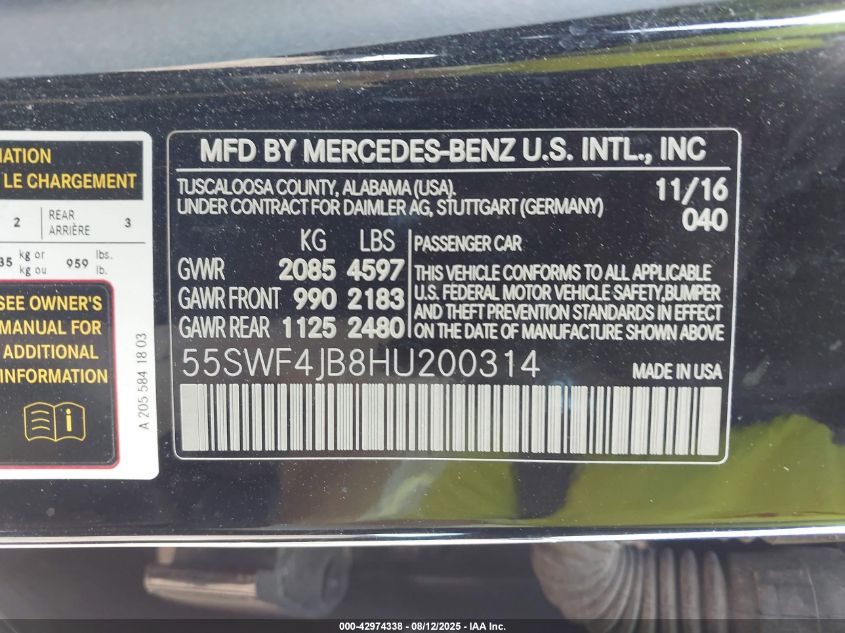 MATION
LE CHARGEMENT
2 REAR ARRIÈRE 3
35 kg or kg ou 959 lbs. lb.
SEE OWNER'S
MANUAL FOR
ADDITIONAL
INFORMATION
A 205 584 18 03
MFD BY MERCEDES-BENZ U.S. INTL., INC
TUSCALOOSA COUNTY, ALABAMA (USA). 11/16
UNDER CONTRACT FOR DAIMLER AG, STUTTGART (GERMANY) 040
KG LBS
GVWR 2085 4597
GAWR FRONT 990 2183
GAWR REAR 1125 2480
PASSENGER CAR
THIS VEHICLE CONFORMS TO ALL APPLICABLE
U.S. FEDERAL MOTOR VEHICLE SAFETY,BUMPER
AND THEFT PREVENTION STANDARDS IN EFFECT
ON THE DATE OF MANUFACTURE SHOWN ABOVE
55SWF4JB8HU200314 MADE IN USA
000-42974338 - 08/12/2025 - IAA Inc.